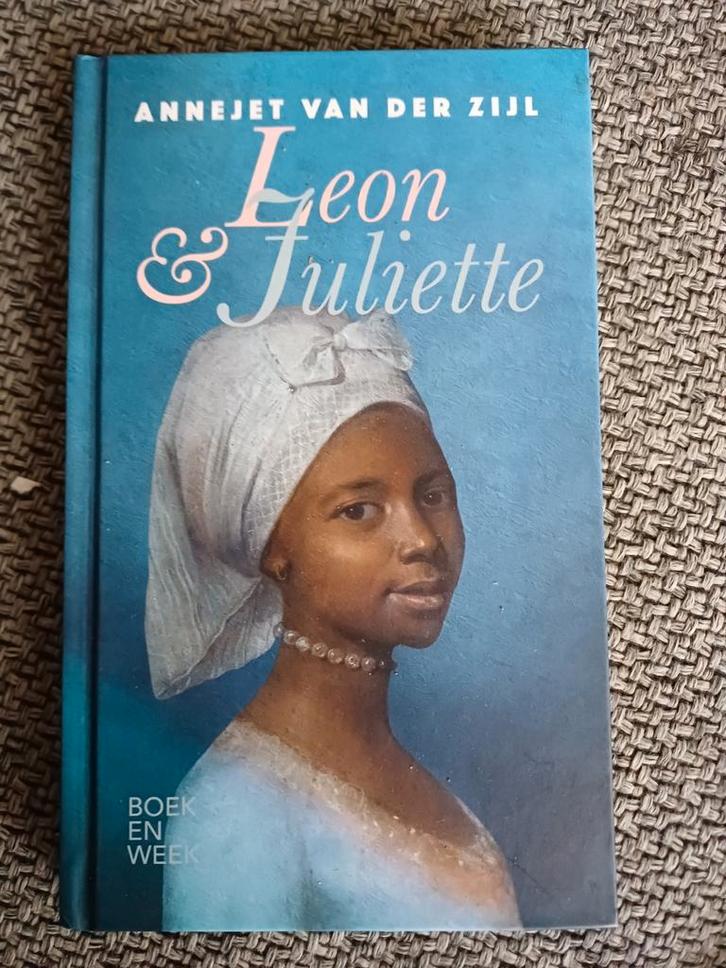 ANNEJET VAN DER ZIJL
Leon
& Juliette
BOEK
EN
WEEK